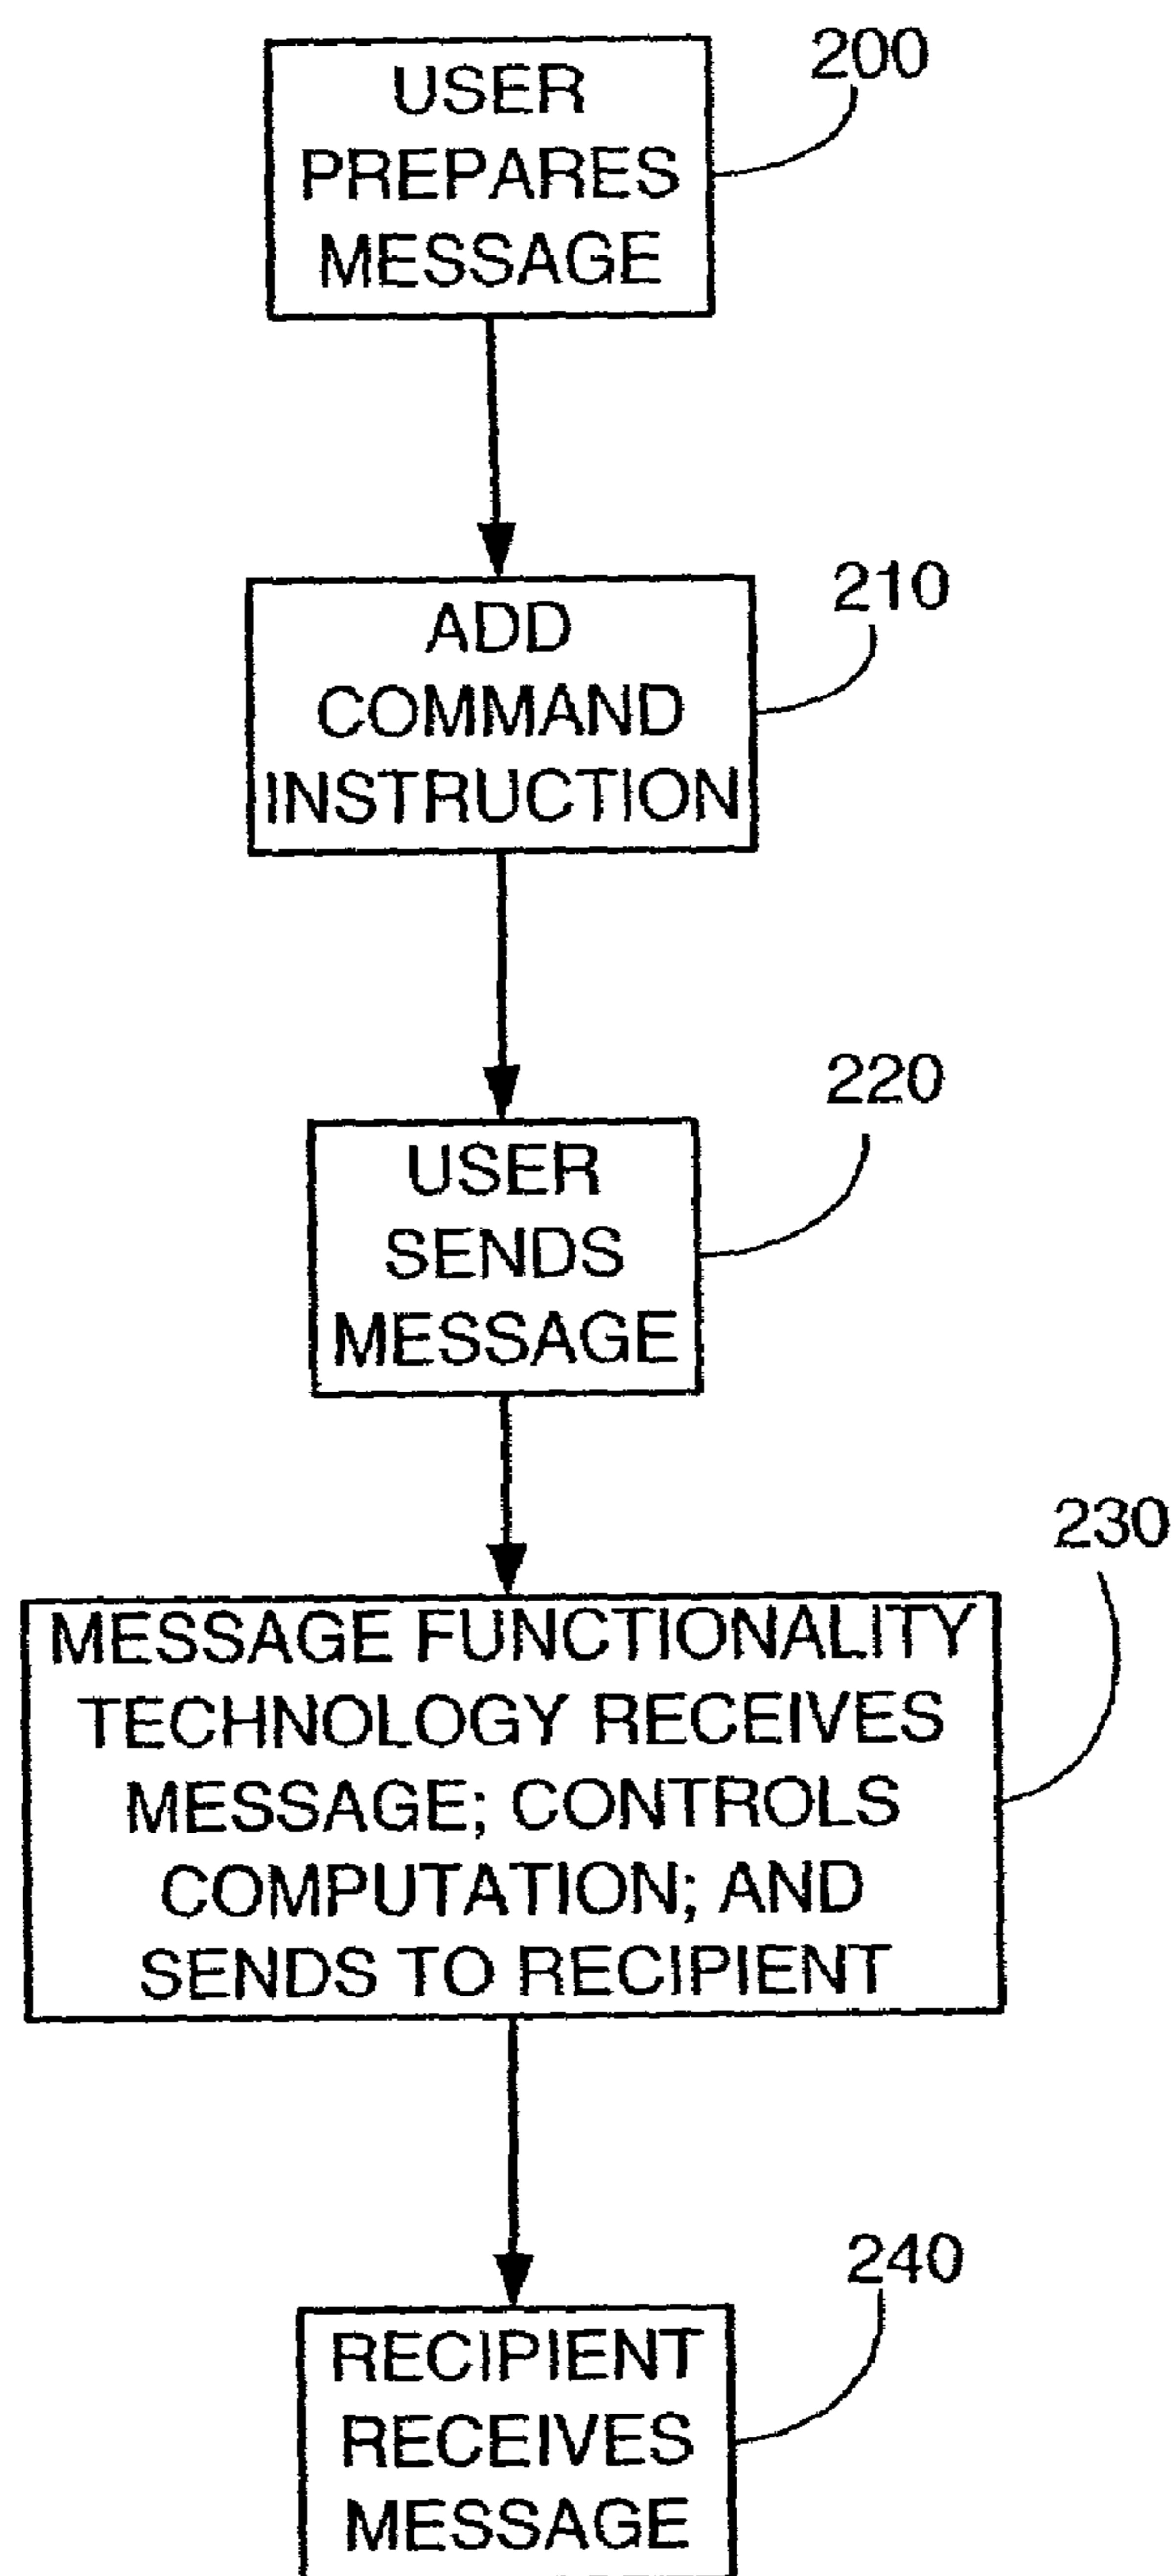 200
USER
PREPARES
MESSAGE
210
ADD
COMMAND
INSTRUCTION
220
USER
SENDS
MESSAGE
230
MESSAGE FUNCTIONALITY
TECHNOLOGY RECEIVES
MESSAGE; CONTROLS
COMPUTATION; AND
SENDS TO RECIPIENT
240
RECIPIENT
RECEIVES
MESSAGE